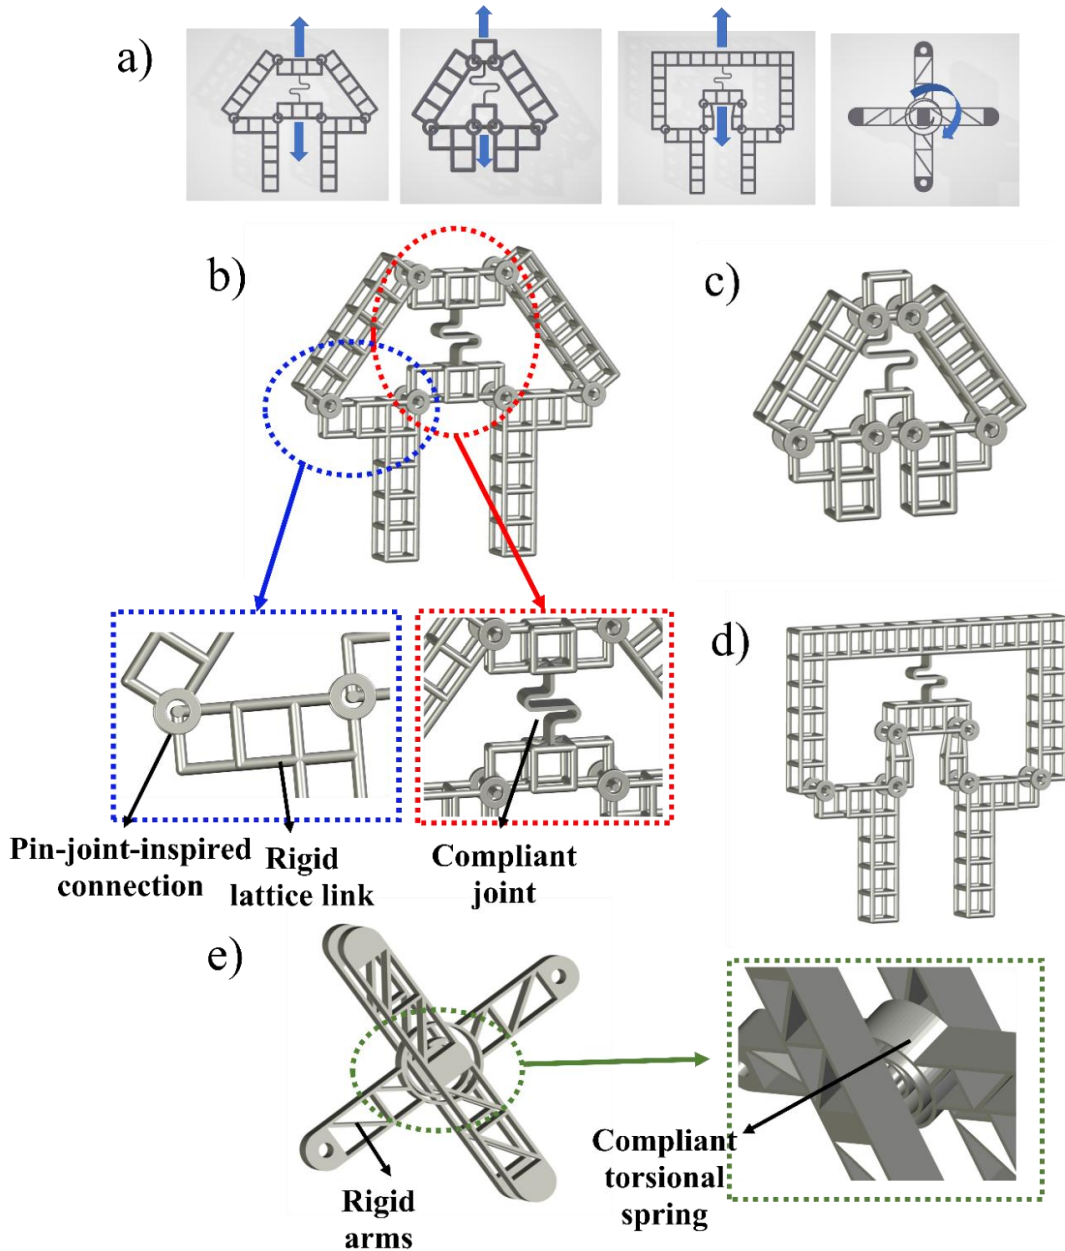 a)
b)
c)
d)
Pin-joint-inspired
connection
Rigid
lattice link
Compliant
joint
e)
Rigid
arms
Compliant
torsional
spring